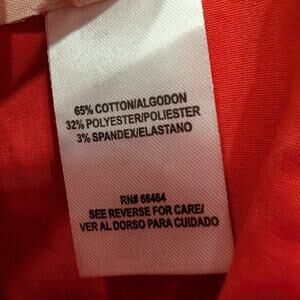 65% COTTON/ALGODON
32% POLYESTER/POLIESTER
3% SPANDEX/ELASTANO
RN# 66464
SEE REVERSE FOR CARE/
VER AL DORSO PARA CUIDADO